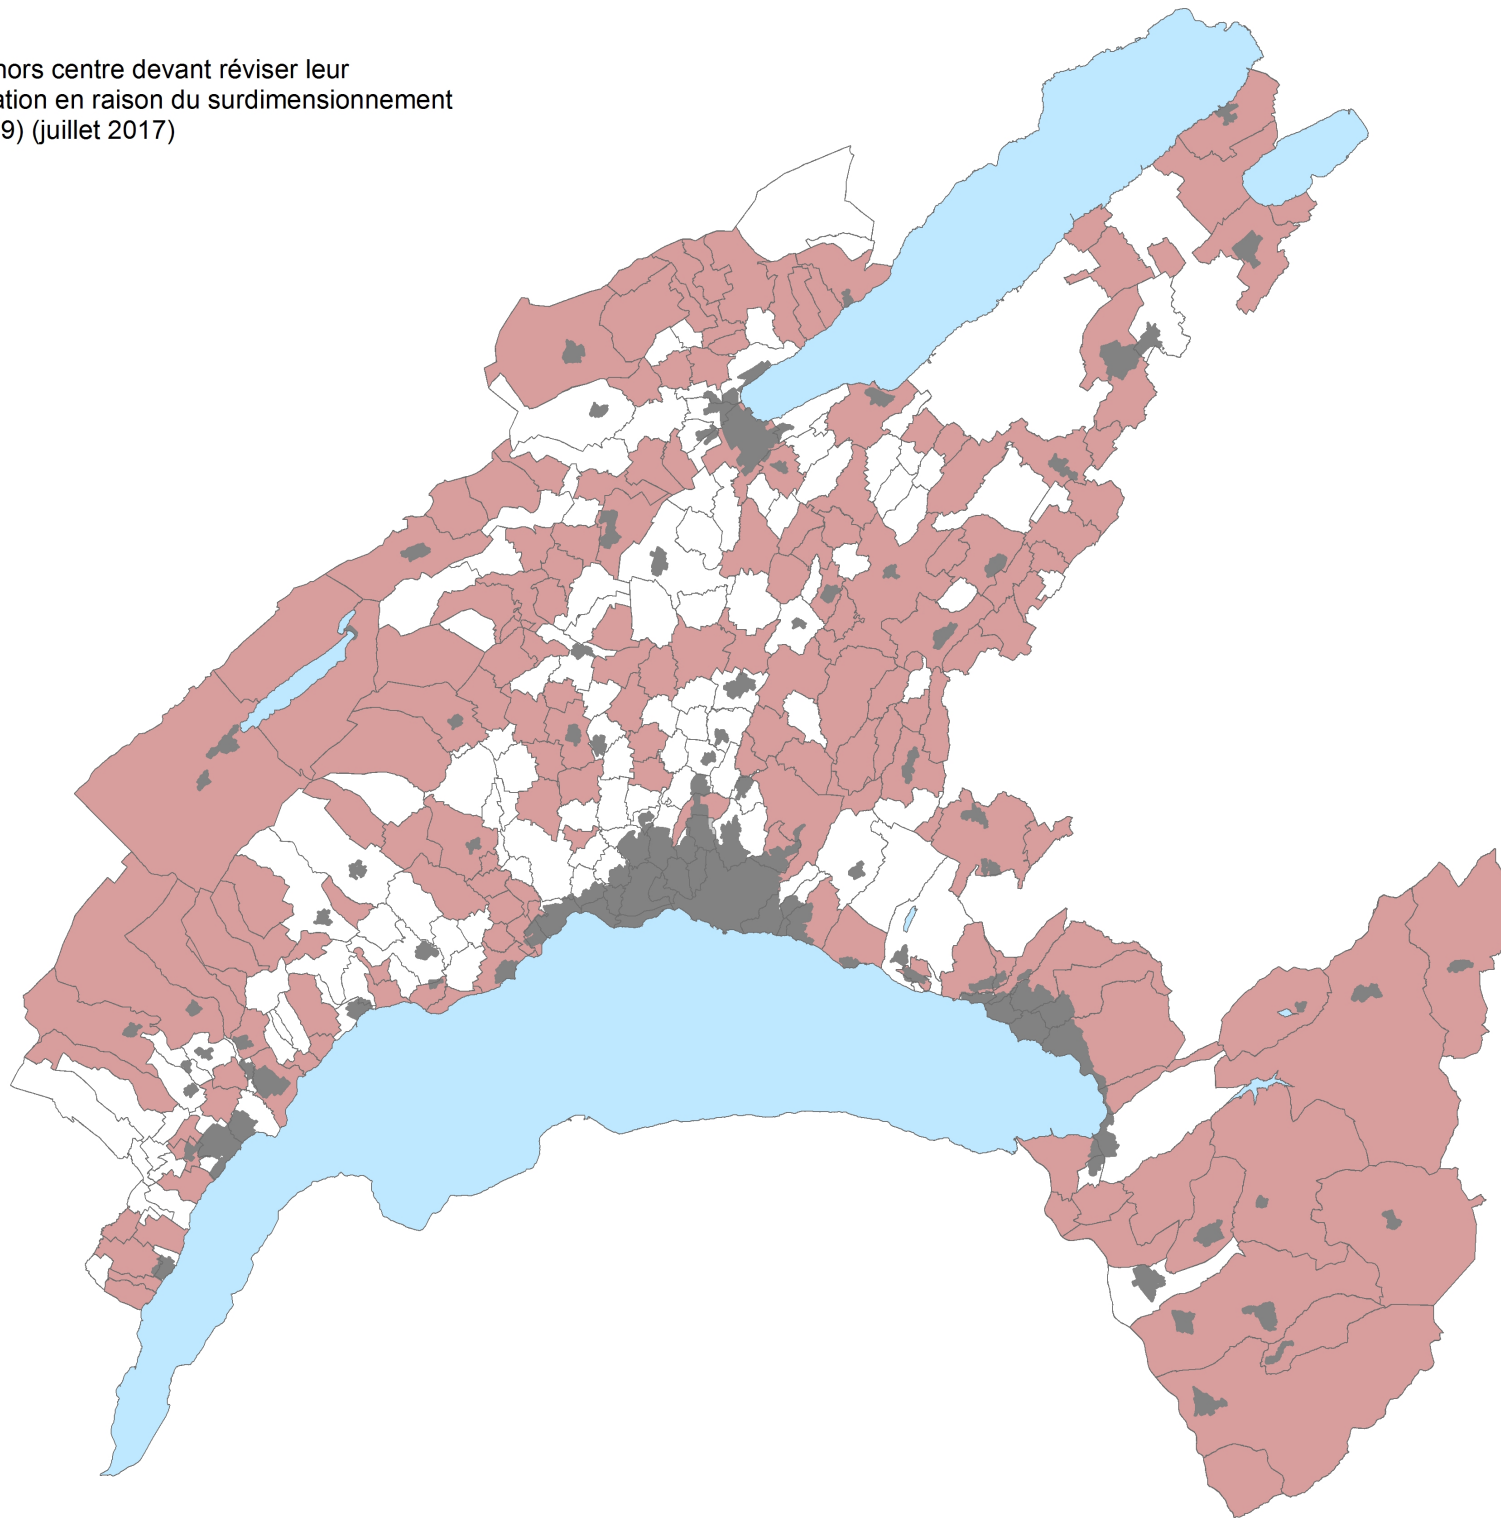 hors centre devant réviser leur
ation en raison du surdimensionnement
9) (juillet 2017)